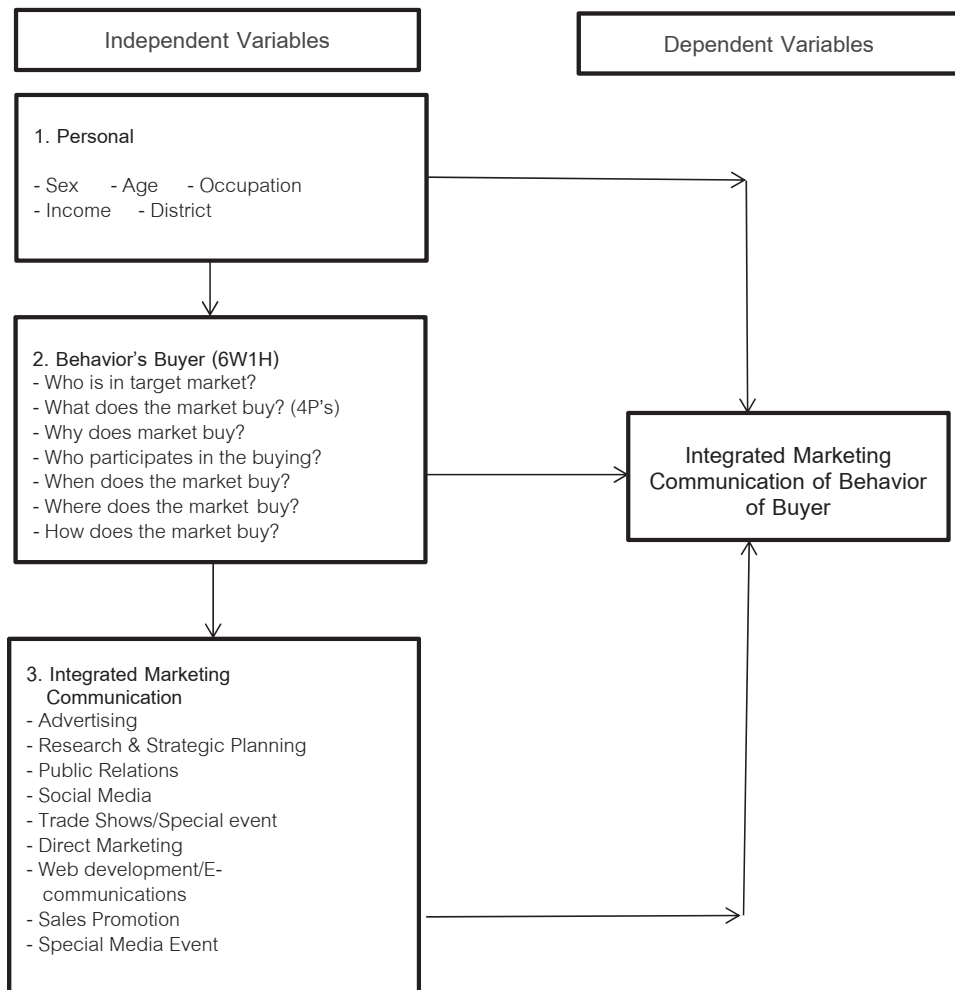 Independent Variables
Dependent Variables
1. Personal
- Sex - Age - Occupation
- Income - District
2. Behavior's Buyer (6W1H)
- Who is in target market?
- What does the market buy? (4P's)
- Why does market buy?
- Who participates in the buying?
- When does the market buy?
- Where does the market buy?
- How does the market buy?
Integrated Marketing
Communication of Behavior
of Buyer
3. Integrated Marketing
Communication
- Advertising
- Research & Strategic Planning
- Public Relations
- Social Media
- Trade Shows/Special event
- Direct Marketing
- Web development/E-
communications
- Sales Promotion
- Special Media Event